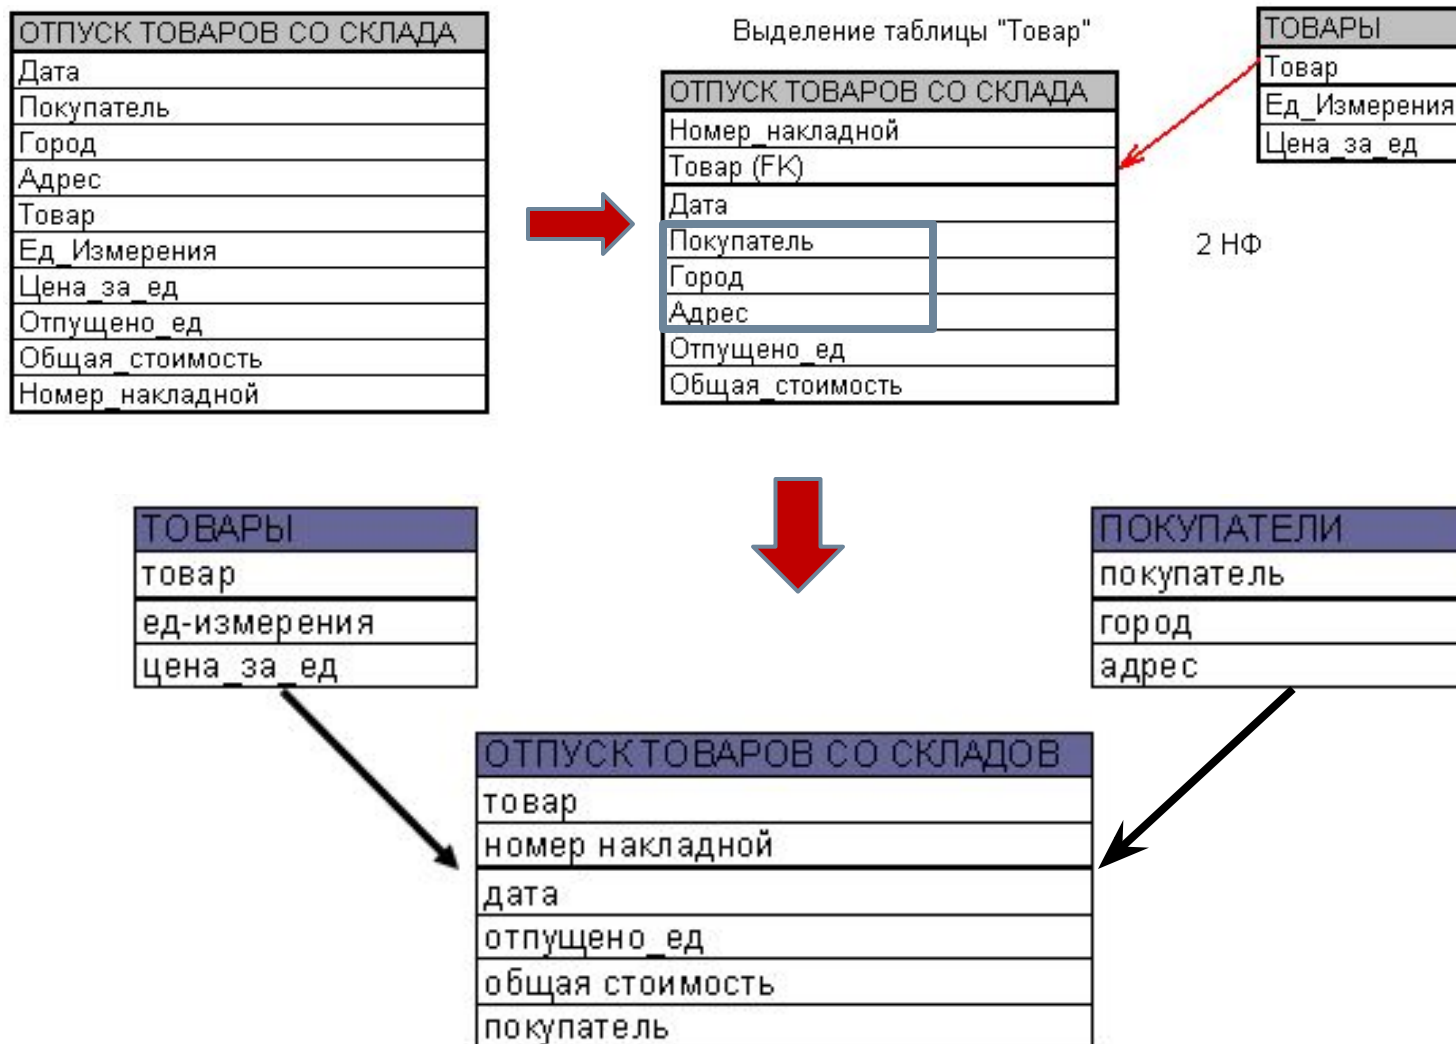 ОТПУСК ТОВАРОВ СО СКЛАДА
Дата
Покупатель
Город
Адрес
Товар
Ед_Измерения
Цена_за_ед
Отпущено_ед
Общая_стоимость
Номер_накладной
Выделение таблицы "Товар"
ОТПУСК ТОВАРОВ СО СКЛАДА
Номер_накладной
Товар (FK)
Дата
Покупатель
Город
Адрес
Отпущено_ед
Общая_стоимость
ТОВАРЫ
Товар
Ед_Измерения
Цена_за_ед
2 НФ
ТОВАРЫ
товар
ед-измерения
цена_за_ед
ПОКУПАТЕЛИ
покупатель
город
адрес
ОТПУСК ТОВАРОВ СО СКЛАДОВ
товар
номер накладной
дата
отпущено_ед
общая стоимость
покупатель